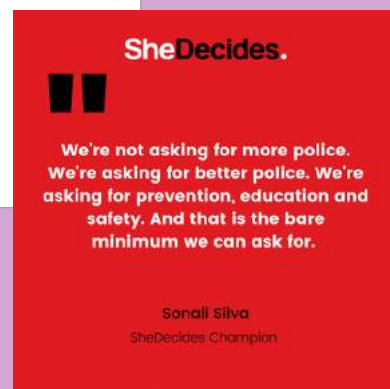 SheDecides.
"
We're not asking for more police.
We're asking for better police. We're
asking for prevention, education and
safety. And that is the bare
minimum we can ask for.
Sonali Silva
SheDecides Champion